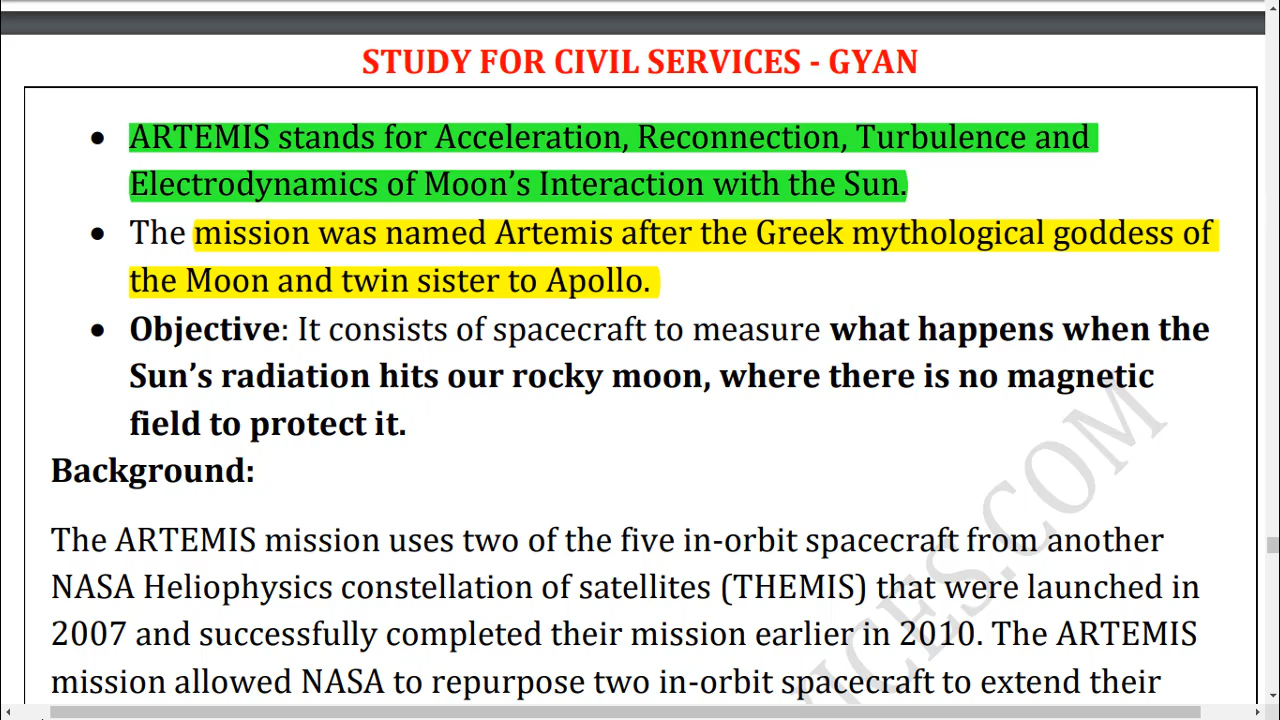 STUDY FOR CIVIL SERVICES - GYAN
• ARTEMIS stands for Acceleration, Reconnection, Turbulence and
Electrodynamics of Moon’s Interaction with the Sun.
• The mission was named Artemis after the Greek mythological goddess of
the Moon and twin sister to Apollo.
• Objective: It consists of spacecraft to measure what happens when the
Sun’s radiation hits our rocky moon, where there is no magnetic
field to protect it.
Background:
The ARTEMIS mission uses two of the five in-orbit spacecraft from another
NASA Heliophysics constellation of satellites (THEMIS) that were launched in
2007 and successfully completed their mission earlier in 2010. The ARTEMIS
mission allowed NASA to repurpose two in-orbit spacecraft to extend their
ICES.COM